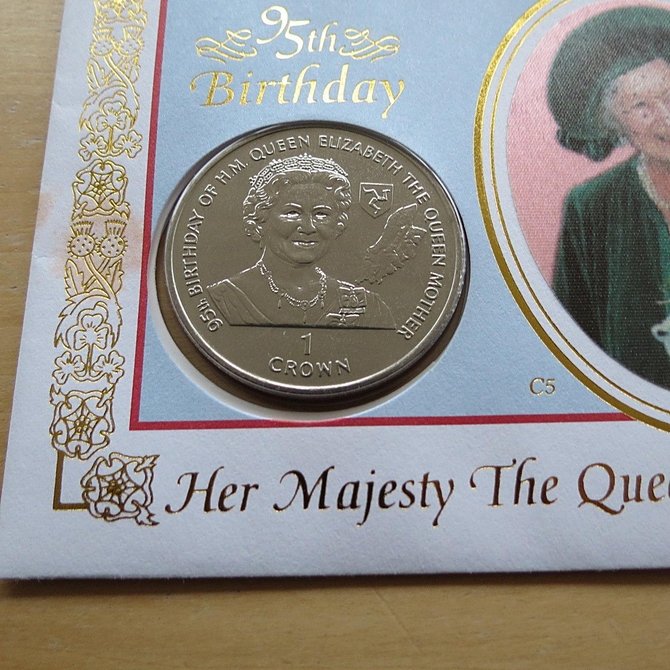 95th
Birthday
95th BIRTHDAY OF H.M. QUEEN ELIZABETH THE QUEEN MOTHER
1
CROWN
C5
Her Majesty The Que